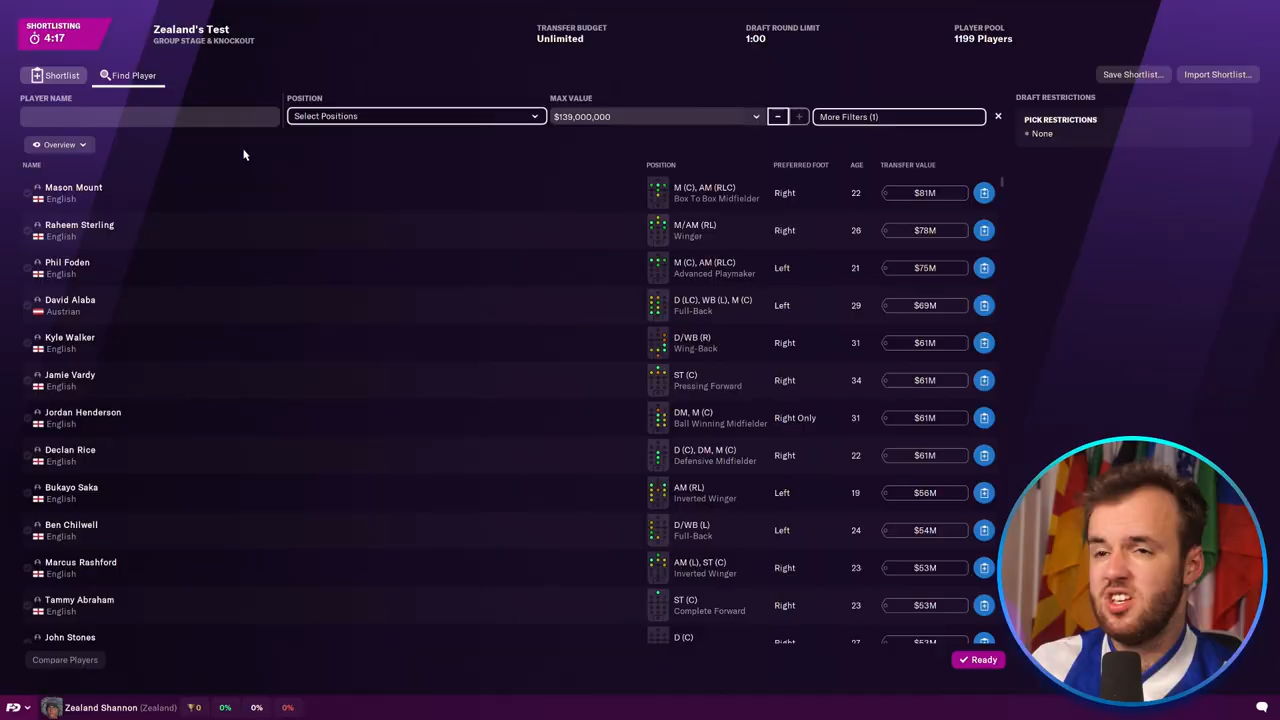 SHORTLISTING
4:17
Zealand's Test
GROUP STAGE & KNOCKOUT
TRANSFER BUDGET
Unlimited
DRAFT ROUND LIMIT
1:00
PLAYER POOL
1199 Players
Shortlist
Find Player
Save Shortlist...
Import Shortlist...
PLAYER NAME
POSITION
MAX VALUE
Select Positions
$139,000,000
More Filters (1)
DRAFT RESTRICTIONS
PICK RESTRICTIONS
None
Overview
NAME POSITION PREFERRED FOOT AGE TRANSFER VALUE
Mason Mount M (C), AM (RLC) Right 22 $81M
English Box To Box Midfielder
Raheem Sterling M/AM (RL) Right 26 $78M
English Winger
Phil Foden M (C), AM (RLC) Left 21 $75M
English Advanced Playmaker
David Alaba D (LC), WB (L), M (C) Left 29 $69M
Austrian Full-Back
Kyle Walker D/WB (R) Right 31 $61M
English Wing-Back
Jamie Vardy ST (C) Right 34 $61M
English Pressing Forward
Jordan Henderson DM, M (C) Right Only 31 $61M
English Ball Winning Midfielder
Declan Rice D (C), DM, M (C) Right 22 $61M
English Defensive Midfielder
Bukayo Saka AM (RL) Left 19 $56M
English Inverted Winger
Ben Chilwell D/WB (L) Left 24 $54M
English Full-Back
Marcus Rashford AM (L), ST (C) Right 23 $53M
English Inverted Winger
Tammy Abraham ST (C) Right 23 $53M
English Complete Forward
John Stones D (C) Right 27 $53M
Compare Players
Ready
FD
Zealand Shannon (Zealand)
0 0% 0% 0%